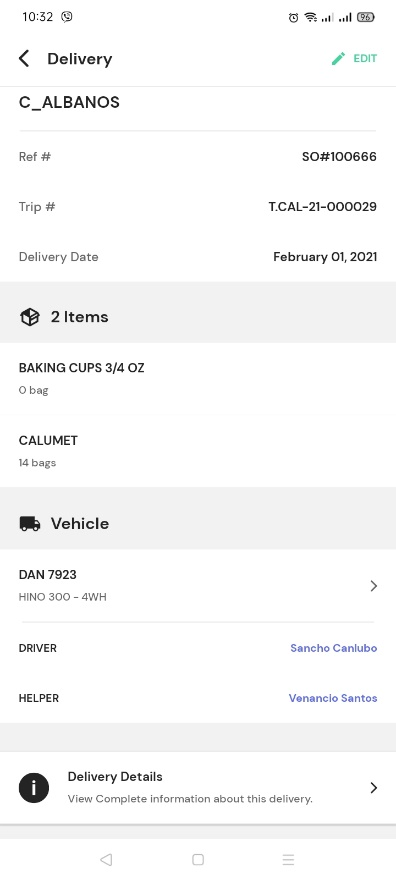 10:32
96
Delivery
EDIT
C_ALBANOS
Ref # SO#100666
Trip # T.CAL-21-000029
Delivery Date February 01, 2021
2 Items
BAKING CUPS 3/4 OZ
0 bag
CALUMET
14 bags
Vehicle
DAN 7923
HINO 300 - 4WH
DRIVER Sancho Canlubo
HELPER Venancio Santos
Delivery Details
View Complete information about this delivery.